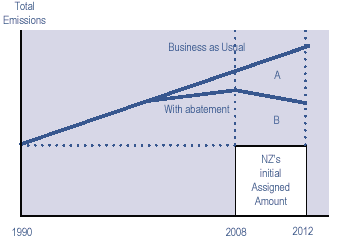 Total
Emissions
Business as Usual
A
With abatement
B
NZ's
initial
Assigned
Amount
1990
2008
2012